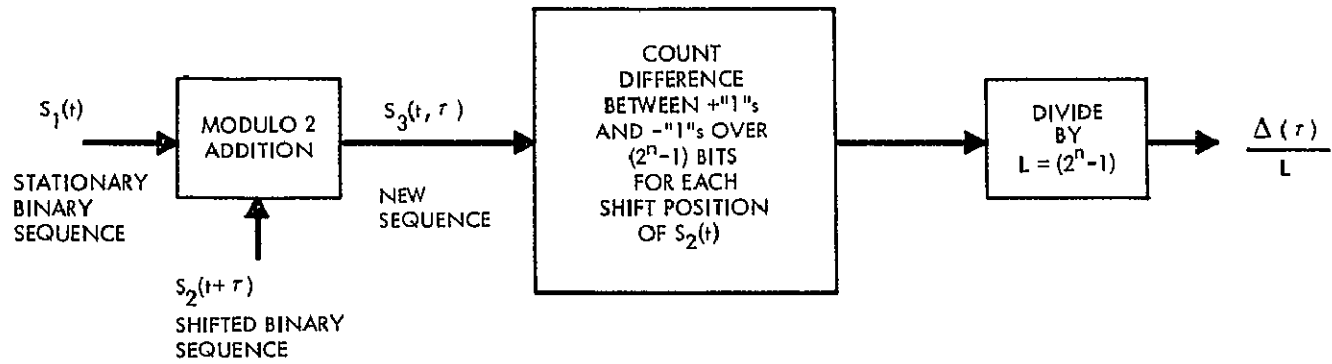 S₁(t)
STATIONARY
BINARY
SEQUENCE
MODULO 2
ADDITION
S₂(t+ τ)
SHIFTED BINARY
SEQUENCE
S₃(t, τ)
NEW
SEQUENCE
COUNT
DIFFERENCE
BETWEEN +"1"s
AND -"1"s OVER
(2ⁿ-1) BITS
FOR EACH
SHIFT POSITION
OF S₂(t)
DIVIDE
BY
L = (2ⁿ-1)
Δ(τ)
L